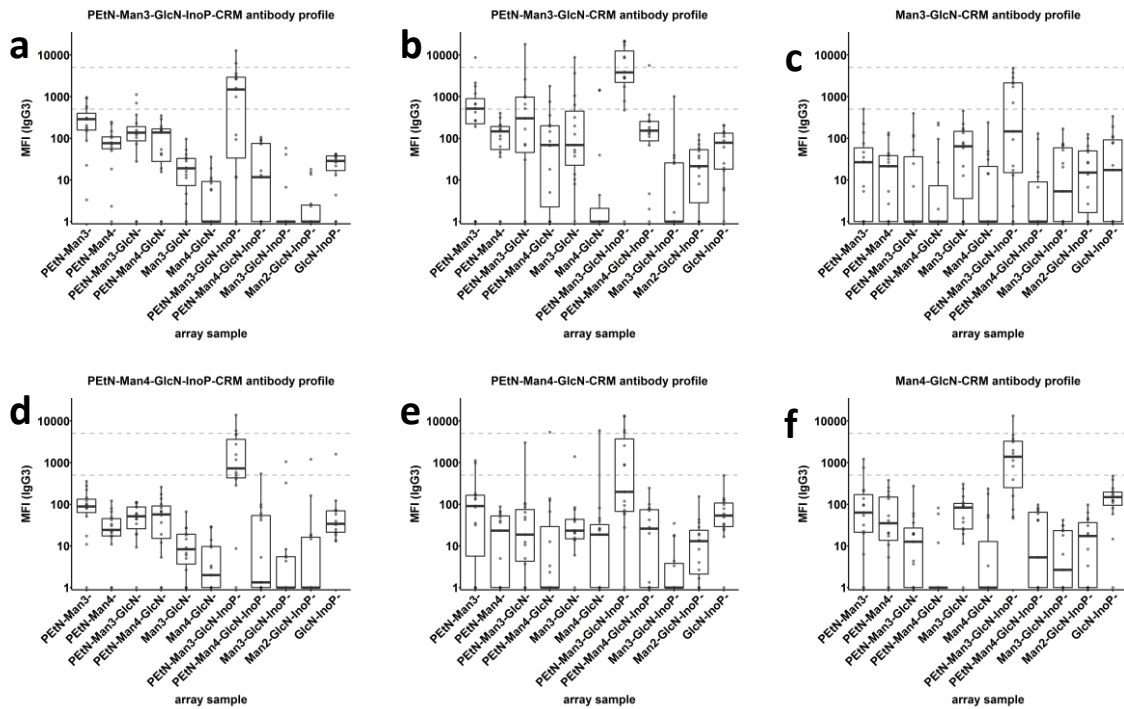 PEtN-Man3-GlcN-InoP-CRM antibody profile
a
10000
1000
100
10
1
MFI (IgG3)
PEtN-Man3-
PEtN-Man4-
PEtN-Man3-GlcN-
PEtN-Man4-GlcN-
Man3-GlcN-
Man4-GlcN-
PEtN-Man3-GlcN-InoP-
PEtN-Man4-GlcN-InoP-
Man3-GlcN-InoP-
Man2-GlcN-InoP-
GlcN-InoP-
array sample
PEtN-Man3-GlcN-CRM antibody profile
b
10000
1000
100
10
1
MFI (IgG3)
PEtN-Man3-
PEtN-Man4-
PEtN-Man3-GlcN-
PEtN-Man4-GlcN-
Man3-GlcN-
Man4-GlcN-
PEtN-Man3-GlcN-InoP-
PEtN-Man4-GlcN-InoP-
Man3-GlcN-InoP-
Man2-GlcN-InoP-
GlcN-InoP-
array sample
Man3-GlcN-CRM antibody profile
c
10000
1000
100
10
1
MFI (IgG3)
PEtN-Man3-
PEtN-Man4-
PEtN-Man3-GlcN-
PEtN-Man4-GlcN-
Man3-GlcN-
Man4-GlcN-
PEtN-Man3-GlcN-InoP-
PEtN-Man4-GlcN-InoP-
Man3-GlcN-InoP-
Man2-GlcN-InoP-
GlcN-InoP-
array sample
PEtN-Man4-GlcN-InoP-CRM antibody profile
d
10000
1000
100
10
1
MFI (IgG3)
PEtN-Man3-
PEtN-Man4-
PEtN-Man3-GlcN-
PEtN-Man4-GlcN-
Man3-GlcN-
Man4-GlcN-
PEtN-Man3-GlcN-InoP-
PEtN-Man4-GlcN-InoP-
Man3-GlcN-InoP-
Man2-GlcN-InoP-
GlcN-InoP-
array sample
PEtN-Man4-GlcN-CRM antibody profile
e
10000
1000
100
10
1
MFI (IgG3)
PEtN-Man3-
PEtN-Man4-
PEtN-Man3-GlcN-
PEtN-Man4-GlcN-
Man3-GlcN-
Man4-GlcN-
PEtN-Man3-GlcN-InoP-
PEtN-Man4-GlcN-InoP-
Man3-GlcN-InoP-
Man2-GlcN-InoP-
GlcN-InoP-
array sample
Man4-GlcN-CRM antibody profile
f
10000
1000
100
10
1
MFI (IgG3)
PEtN-Man3-
PEtN-Man4-
PEtN-Man3-GlcN-
PEtN-Man4-GlcN-
Man3-GlcN-
Man4-GlcN-
PEtN-Man3-GlcN-InoP-
PEtN-Man4-GlcN-InoP-
Man3-GlcN-InoP-
Man2-GlcN-InoP-
GlcN-InoP-
array sample